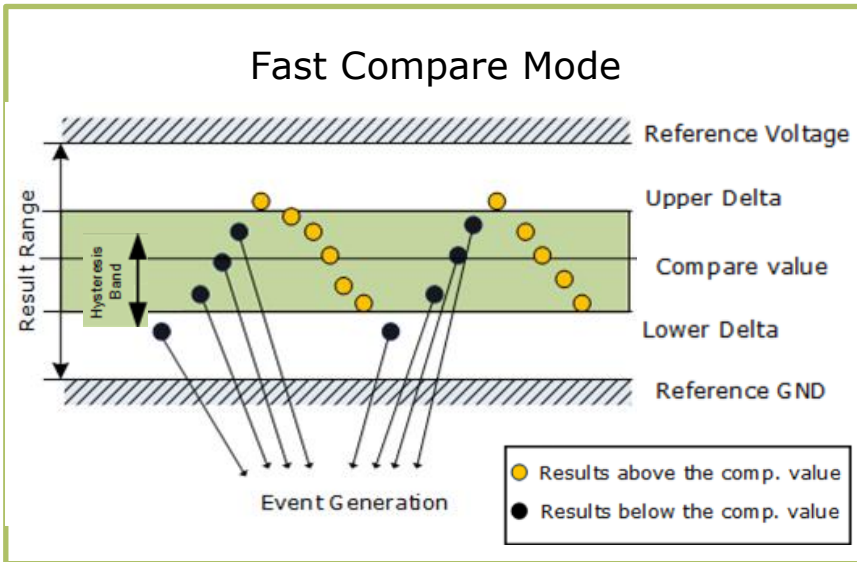 Fast Compare Mode
Reference Voltage
Upper Delta
Result Range
Hysteresis
Band
Compare value
Lower Delta
Reference GND
Event Generation
Results above the comp. value
Results below the comp. value